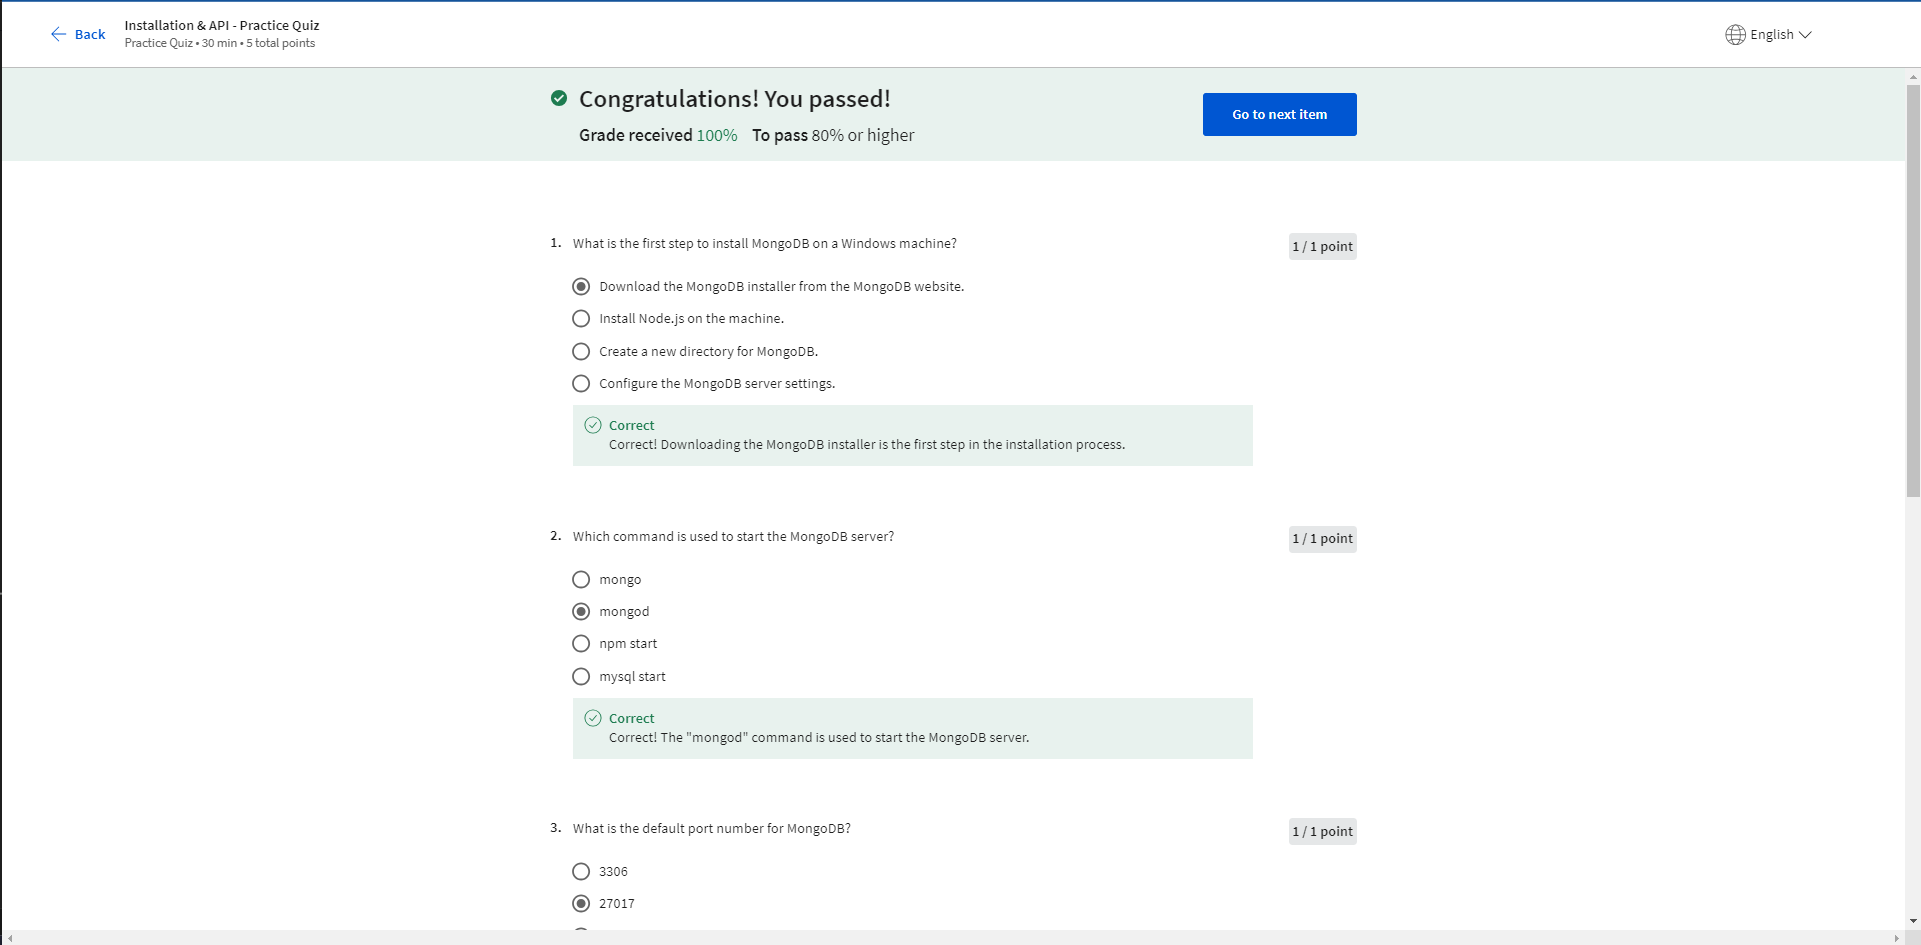 Back
Installation & API - Practice Quiz
Practice Quiz • 30 min • 5 total points
English
Congratulations! You passed!
Grade received 100% To pass 80% or higher
Go to next item
1. What is the first step to install MongoDB on a Windows machine?
1 / 1 point
Download the MongoDB installer from the MongoDB website.
Install Node.js on the machine.
Create a new directory for MongoDB.
Configure the MongoDB server settings.
Correct
Correct! Downloading the MongoDB installer is the first step in the installation process.
2. Which command is used to start the MongoDB server?
1 / 1 point
mongo
mongod
npm start
mysql start
Correct
Correct! The "mongod" command is used to start the MongoDB server.
3. What is the default port number for MongoDB?
1 / 1 point
3306
27017